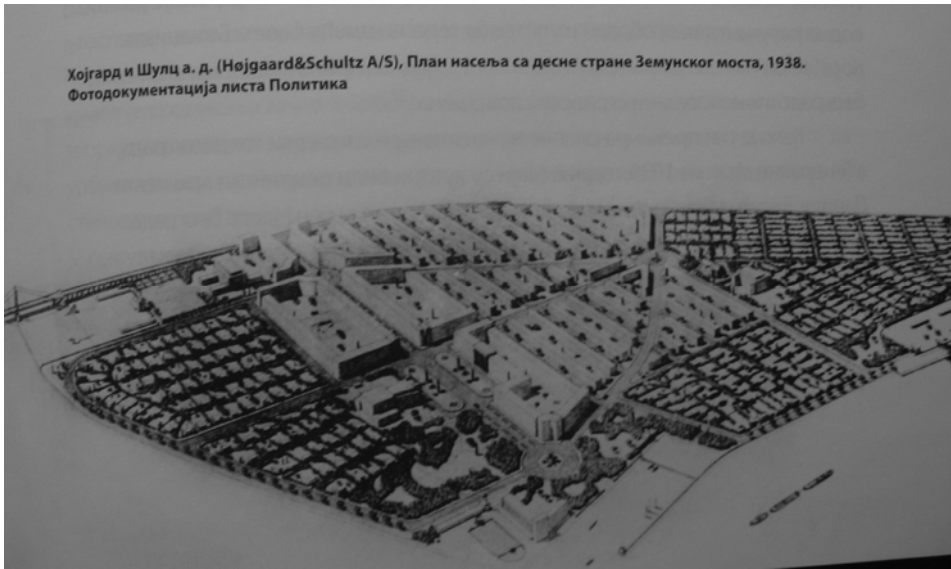 Хојгард и Шулц а. д. (Højgaard&Schultz A/S), План насеља са десне стране Земунског моста, 1938.
Фотодокументација листа Политика